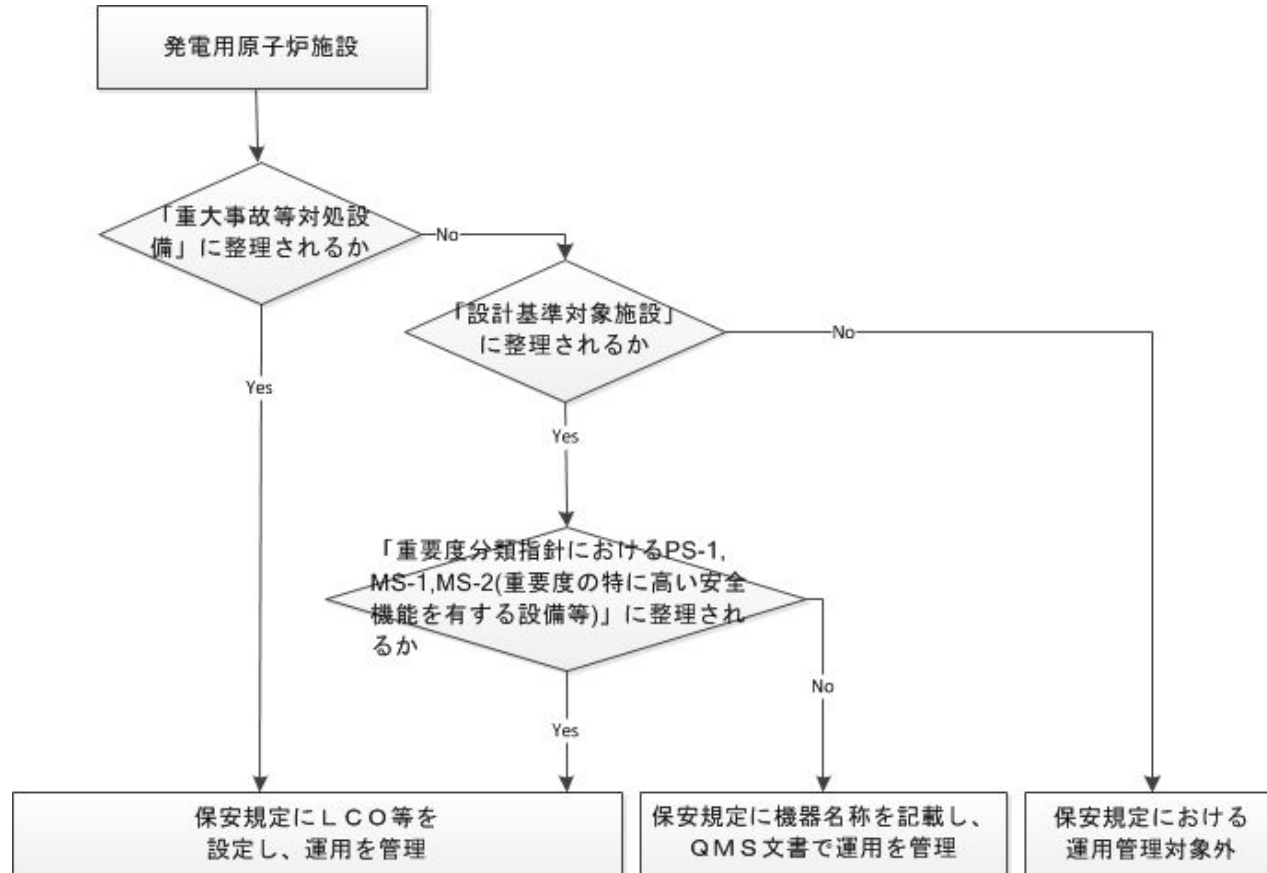 発電用原子炉施設
「重大事故等対処設
備」に整理されるか
No
「設計基準対象施設」
に整理されるか
No
Yes
Yes
「重要度分類指針におけるPS-1,
MS-1,MS-2(重要度の特に高い安全
機能を有する設備等)」に整理され
るか
No
Yes
保安規定にLCO等を
設定し、運用を管理
保安規定に機器名称を記載し、
QMS文書で運用を管理
保安規定における
運用管理対象外